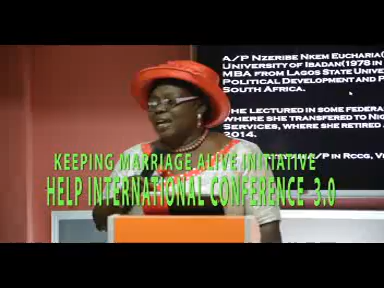 A/P NZERIBE NKEM EUCHARIA(
UNIVERSITY OF IBADAN(1978 IN
MBA FROM LAGOS STATE UNIVE
POLITICAL DEVELOPMENT AND P
SOUTH AFRICA.
SHE LECTURED IN SOME FEDERA
WHERE SHE TRANSFERED TO NIG
SERVICES, WHERE SHE RETIRED A
2014.
A/P IN RCCG, V
KEEPING MARRIAGE ALIVE INITIATIVE
HELP INTERNATIONAL CONFERENCE 3.0